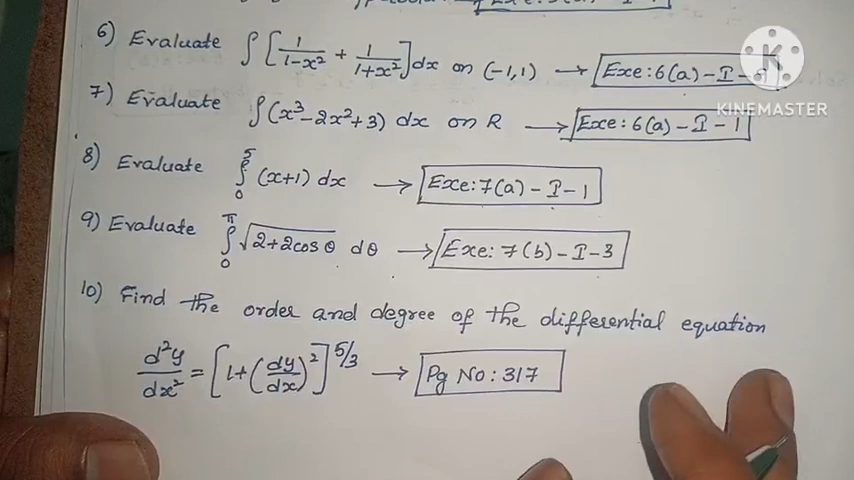 6) Evaluate ∫ [1/(1-x²) + 1/(1+x²)] dx on (-1,1) → Exe: 6(a) - I -
KINEMASTER
7) Evaluate ∫(x³-2x²+3) dx on R → Exe: 6(a) - I - 1
8) Evaluate ∫₀⁵ (x+1) dx → Exe: 7(a) - I - 1
9) Evaluate ∫₀^π √(2+2cosθ) dθ → Exe: 7(b) - I - 3
10) Find the order and degree of the differential equation
d²y/dx² = [1+(dy/dx)²]^5/3 → Pg No: 317